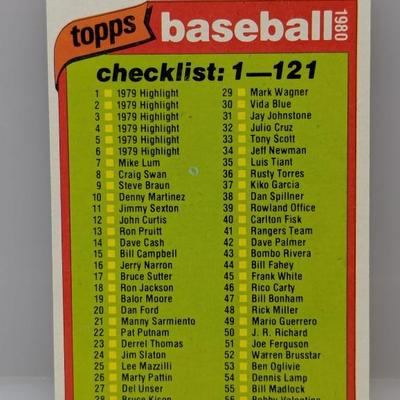 topps baseball 1980
checklist: 1—121
1 1979 Highlight
2 1979 Highlight
3 1979 Highlight
4 1979 Highlight
5 1979 Highlight
6 1979 Highlight
7 Mike Lum
8 Craig Swan
9 Steve Braun
10 Denny Martinez
11 Jimmy Sexton
12 John Curtis
13 Ron Pruitt
14 Dave Cash
15 Bill Campbell
16 Jerry Narron
17 Bruce Sutter
18 Ron Jackson
19 Balor Moore
20 Dan Ford
21 Manny Sarmiento
22 Pat Putnam
23 Derrel Thomas
24 Jim Slaton
25 Lee Mazzilli
26 Marty Pattin
27 Del Unser
28 Bruce Kison
29 Mark Wagner
30 Vida Blue
31 Jay Johnstone
32 Julio Cruz
33 Tony Scott
34 Jeff Newman
35 Luis Tiant
36 Rusty Torres
37 Kiko Garcia
38 Dan Spillner
39 Rowland Office
40 Carlton Fisk
41 Rangers Team
42 Dave Palmer
43 Bombo Rivera
44 Bill Fahey
45 Frank White
46 Rico Carty
47 Bill Bonham
48 Rick Miller
49 Mario Guerrero
50 J. R. Richard
51 Joe Ferguson
52 Warren Brusstar
53 Ben Oglivie
54 Dennis Lamp
55 Bill Madlock
56 Bobby Valentine